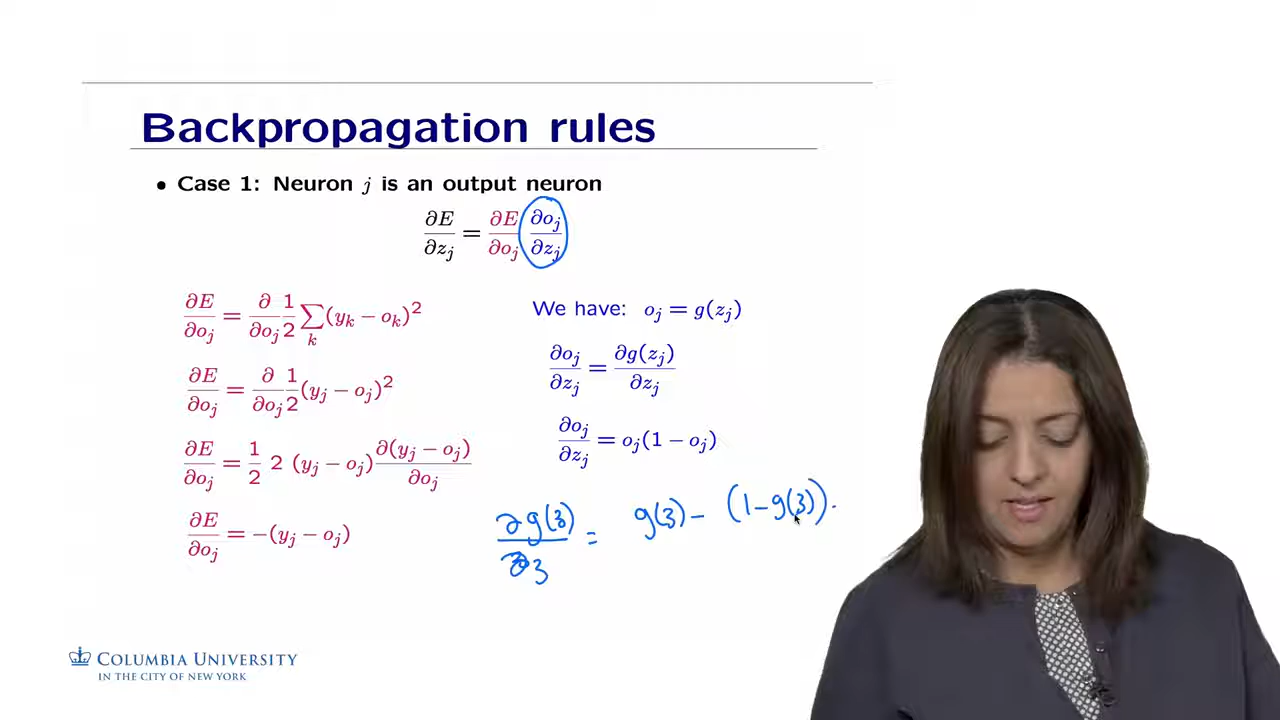 Backpropagation rules
• Case 1: Neuron j is an output neuron
∂E/∂z_j = ∂E/∂o_j ∂o_j/∂z_j
∂E/∂o_j = ∂/∂o_j 1/2 ∑_k (y_k − o_k)^2
∂E/∂o_j = ∂/∂o_j 1/2 (y_j − o_j)^2
∂E/∂o_j = 1/2 2 (y_j − o_j) ∂(y_j − o_j)/∂o_j
∂E/∂o_j = −(y_j − o_j)
We have: o_j = g(z_j)
∂o_j/∂z_j = ∂g(z_j)/∂z_j
∂o_j/∂z_j = o_j(1 − o_j)
∂g(z)/∂z = g(z) − (1 − g(z)).
COLUMBIA UNIVERSITY
IN THE CITY OF NEW YORK